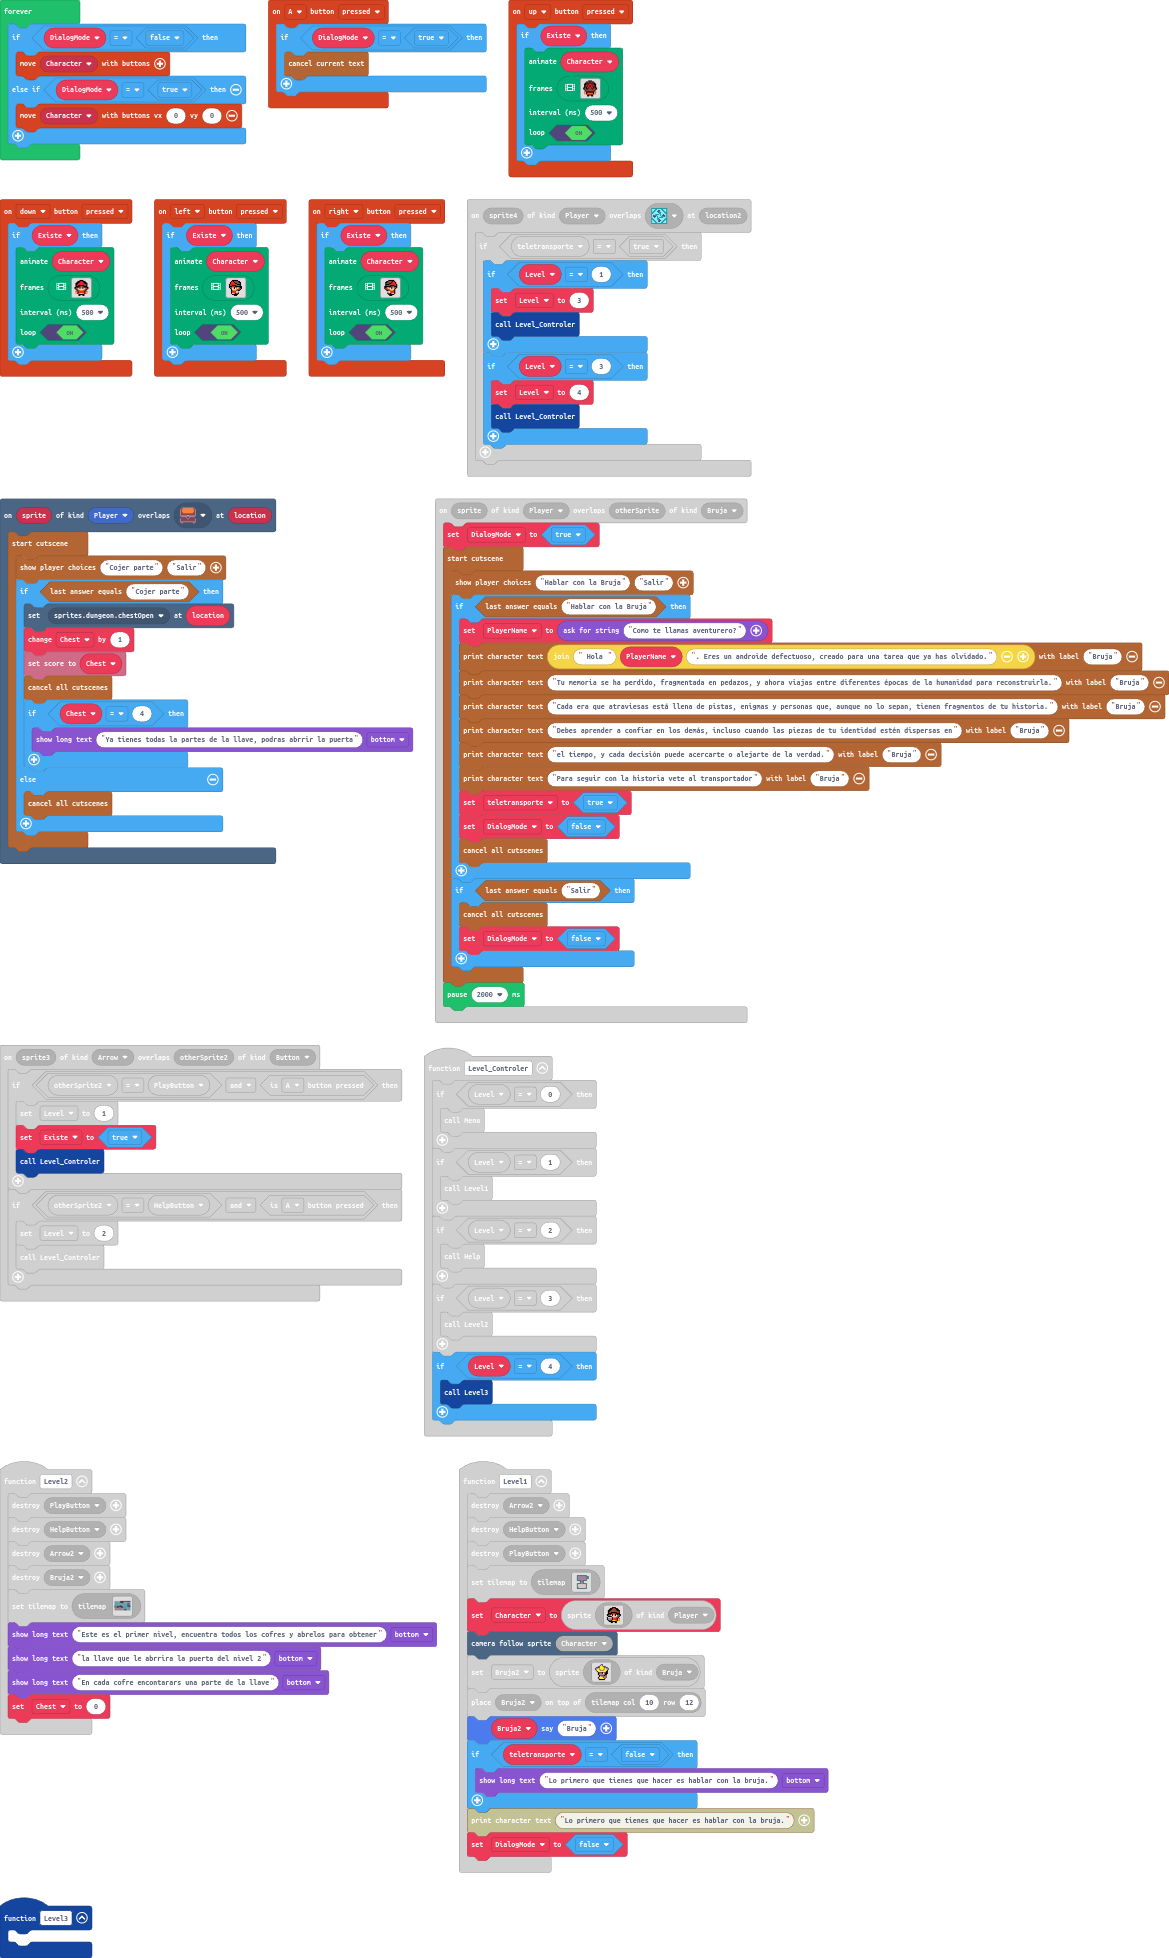 forever
if DialogMode = false then
move Character with buttons
else if DialogMode = true then
move Character with buttons vx 0 vy 0
on A button pressed
if DialogMode = true then
cancel current text
on up button pressed
if Existe then
animate Character
frames
interval (ms) 500
loop ON
on down button pressed
if Existe then
animate Character
frames
interval (ms) 500
loop ON
on left button pressed
if Existe then
animate Character
frames
interval (ms) 500
loop ON
on right button pressed
if Existe then
animate Character
frames
interval (ms) 500
loop ON
on sprite4 of kind Player overlaps at location2
if teletransporte = true then
if Level = 1 then
set Level to 3
call Level_Controler
if Level = 3 then
set Level to 4
call Level_Controler
on sprite of kind Player overlaps at location
start cutscene
show player choices "Cojer parte" "Salir"
if last answer equals "Cojer parte" then
set sprites.dungeon.chestOpen at location
change Chest by 1
set score to Chest
cancel all cutscenes
if Chest = 4 then
show long text "Ya tienes todas la partes de la llave, podras abrrir la puerta" bottom
else
cancel all cutscenes
on sprite of kind Player overlaps otherSprite of kind Bruja
set DialogMode to true
start cutscene
show player choices "Hablar con la Bruja" "Salir"
if last answer equals "Hablar con la Bruja" then
set PlayerName to ask for string "Como te llamas aventurero?"
print character text join " Hola " PlayerName ". Eres un androide defectuoso, creado para una tarea que ya has olvidado." with label "Bruja"
print character text "Tu memoria se ha perdido, fragmentada en pedazos, y ahora viajas entre diferentes épocas de la humanidad para reconstruirla." with label "Bruja"
print character text "Cada era que atraviesas está llena de pistas, enigmas y personas que, aunque no lo sepan, tienen fragmentos de tu historia." with label "Bruja"
print character text "Debes aprender a confiar en los demás, incluso cuando las piezas de tu identidad estén dispersas en" with label "Bruja"
print character text "el tiempo, y cada decisión puede acercarte o alejarte de la verdad." with label "Bruja"
print character text "Para seguir con la historia vete al transportador" with label "Bruja"
set teletransporte to true
set DialogMode to false
cancel all cutscenes
if last answer equals "Salir" then
cancel all cutscenes
set DialogMode to false
pause 2000 ms
on sprite3 of kind Arrow overlaps otherSprite2 of kind Button
if otherSprite2 = PlayButton and is A button pressed then
set Level to 1
set Existe to true
call Level_Controler
if otherSprite2 = HelpButton and is A button pressed then
set Level to 2
call Level_Controler
function Level_Controler
if Level = 0 then
call Menu
if Level = 1 then
call Level1
if Level = 2 then
call Help
if Level = 3 then
call Level2
if Level = 4 then
call Level3
function Level2
destroy PlayButton
destroy HelpButton
destroy Arrow2
destroy Bruja2
set tilemap to tilemap
show long text "Este es el primer nivel, encuentra todos los cofres y abrelos para obtener" bottom
show long text "la llave que le abrrira la puerta del nivel 2" bottom
show long text "En cada cofre encontarars una parte de la llave" bottom
set Chest to 0
function Level1
destroy Arrow2
destroy HelpButton
destroy PlayButton
set tilemap to tilemap
set Character to sprite of kind Player
camera follow sprite Character
set Bruja2 to sprite of kind Bruja
place Bruja2 on top of tilemap col 10 row 12
Bruja2 say "Bruja"
if teletransporte = false then
show long text "Lo primero que tienes que hacer es hablar con la bruja." bottom
print character text "Lo primero que tienes que hacer es hablar con la bruja."
set DialogMode to false
function Level3